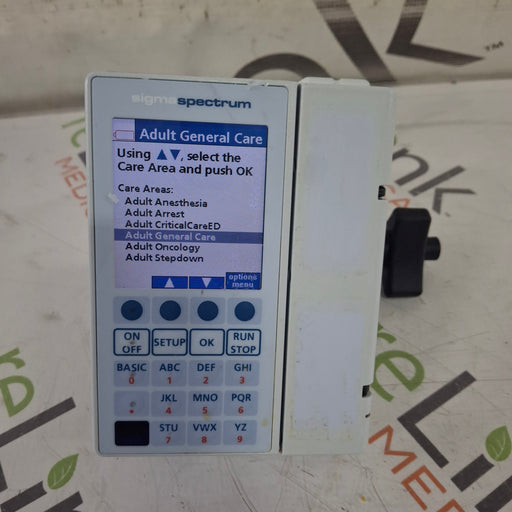 sigmaspectrum
Adult General Care
Using ▲▼, select the
Care Area and push OK
Care Areas:
Adult Anesthesia
Adult Arrest
Adult CriticalCareED
Adult General Care
Adult Oncology
Adult Stepdown
▲ ▼ options
menu
ON
OFF
SETUP
OK
RUN
STOP
BASIC ABC DEF GHI
0 1 2 3
JKL MNO PQR
. 4 5 6
STU VWX YZ
7 8 9